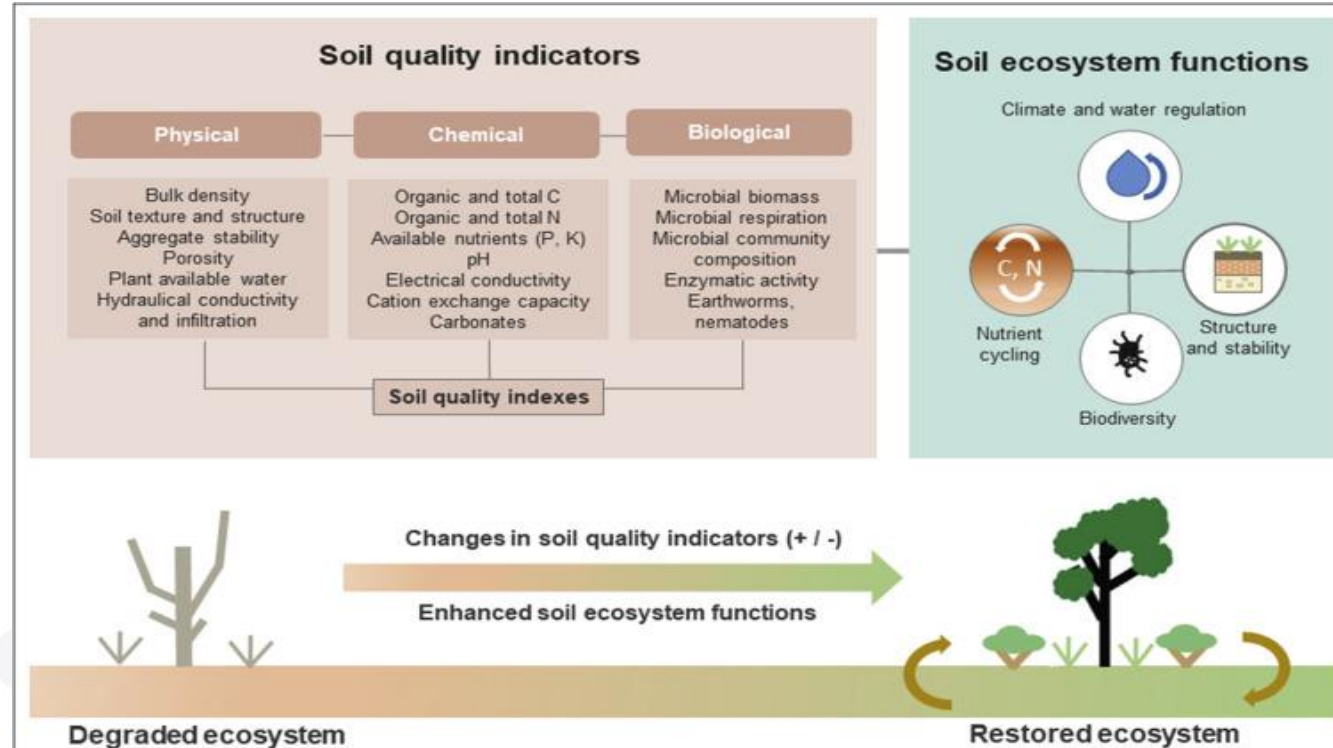 Soil quality indicators
Physical
Chemical
Biological
Bulk density
Soil texture and structure
Aggregate stability
Porosity
Plant available water
Hydraulical conductivity
and infiltration
Organic and total C
Organic and total N
Available nutrients (P, K)
pH
Electrical conductivity
Cation exchange capacity
Carbonates
Microbial biomass
Microbial respiration
Microbial community
composition
Enzymatic activity
Earthworms,
nematodes
Soil quality indexes
Soil ecosystem functions
Climate and water regulation
C, N
Nutrient
cycling
Structure
and stability
Biodiversity
Changes in soil quality indicators (+ / -)
Enhanced soil ecosystem functions
Degraded ecosystem
Restored ecosystem